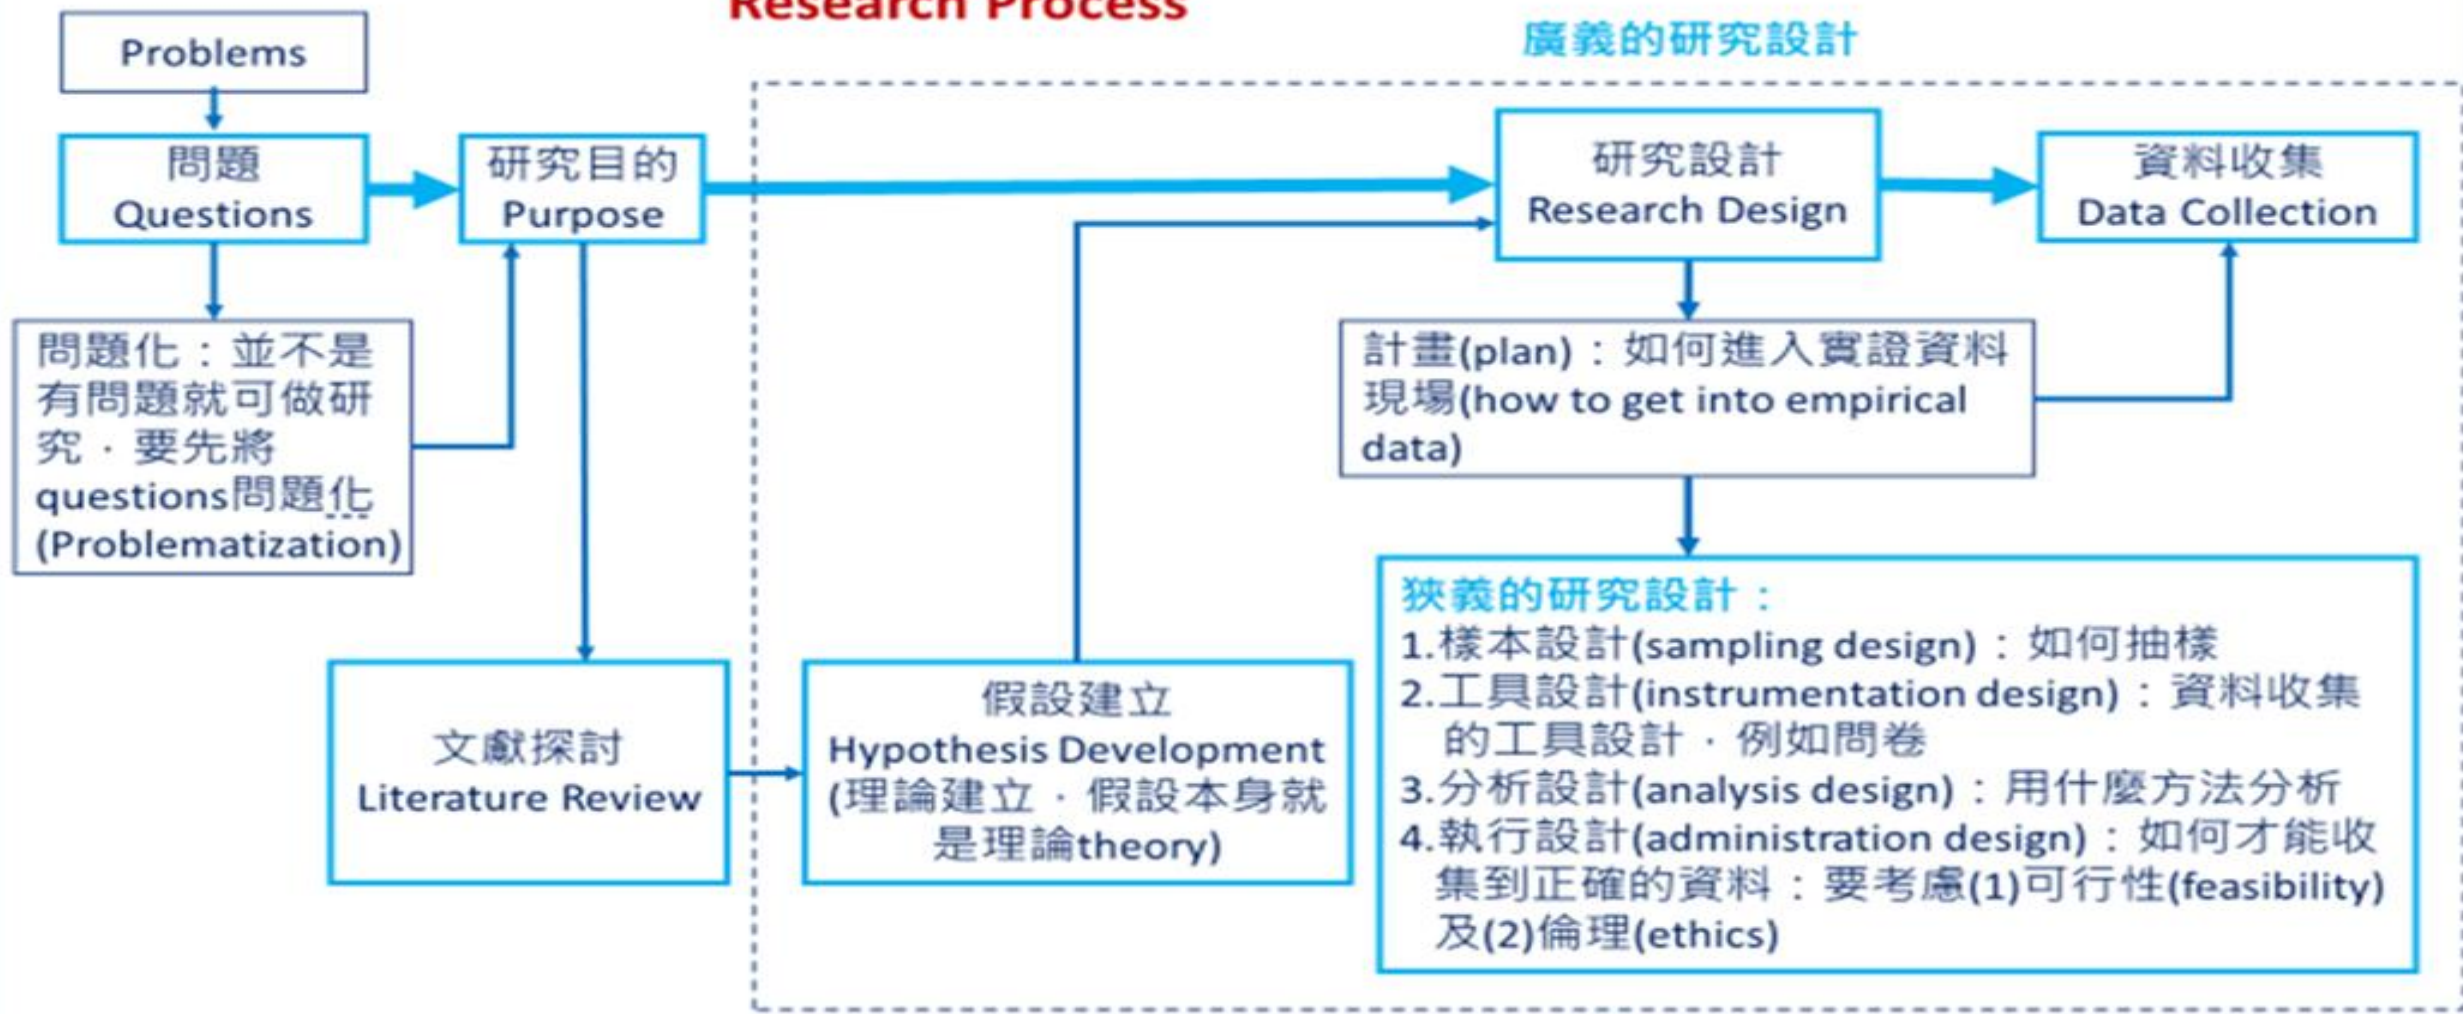 Research Process
廣義的研究設計
Problems
問題
Questions
研究目的
Purpose
研究設計
Research Design
資料收集
Data Collection
問題化：並不是
有問題就可做研
究，要先將
questions問題化
(Problematization)
計畫(plan)：如何進入實證資料
現場(how to get into empirical
data)
文獻探討
Literature Review
假設建立
Hypothesis Development
(理論建立，假設本身就
是理論theory)
狹義的研究設計：
1.樣本設計(sampling design)：如何抽樣
2.工具設計(instrumentation design)：資料收集
的工具設計，例如問卷
3.分析設計(analysis design)：用什麼方法分析
4.執行設計(administration design)：如何才能收
集到正確的資料：要考慮(1)可行性(feasibility)
及(2)倫理(ethics)